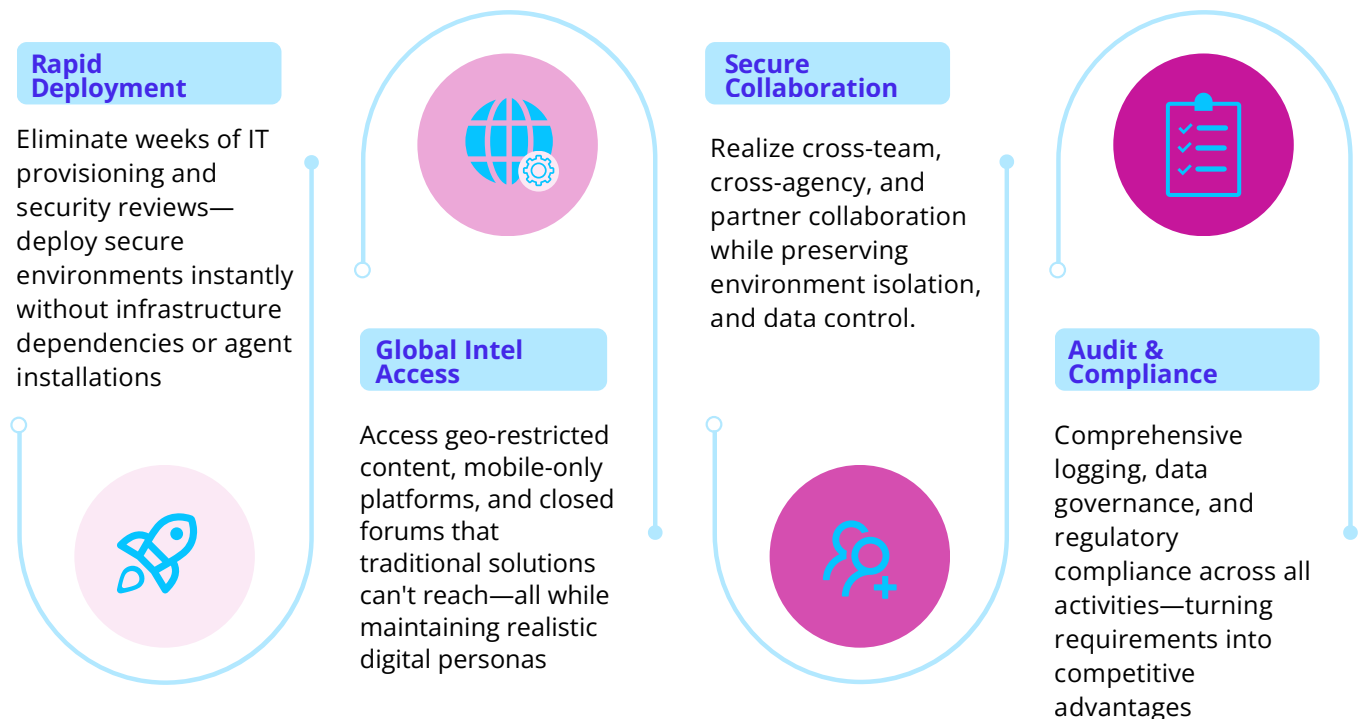 Rapid
Deployment
Eliminate weeks of IT
provisioning and
security reviews—
deploy secure
environments instantly
without infrastructure
dependencies or agent
installations
Global Intel
Access
Access geo-restricted
content, mobile-only
platforms, and closed
forums that
traditional solutions
can't reach—all while
maintaining realistic
digital personas
Secure
Collaboration
Realize cross-team,
cross-agency, and
partner collaboration
while preserving
environment isolation,
and data control.
Audit &
Compliance
Comprehensive
logging, data
governance, and
regulatory
compliance across all
activities—turning
requirements into
competitive
advantages